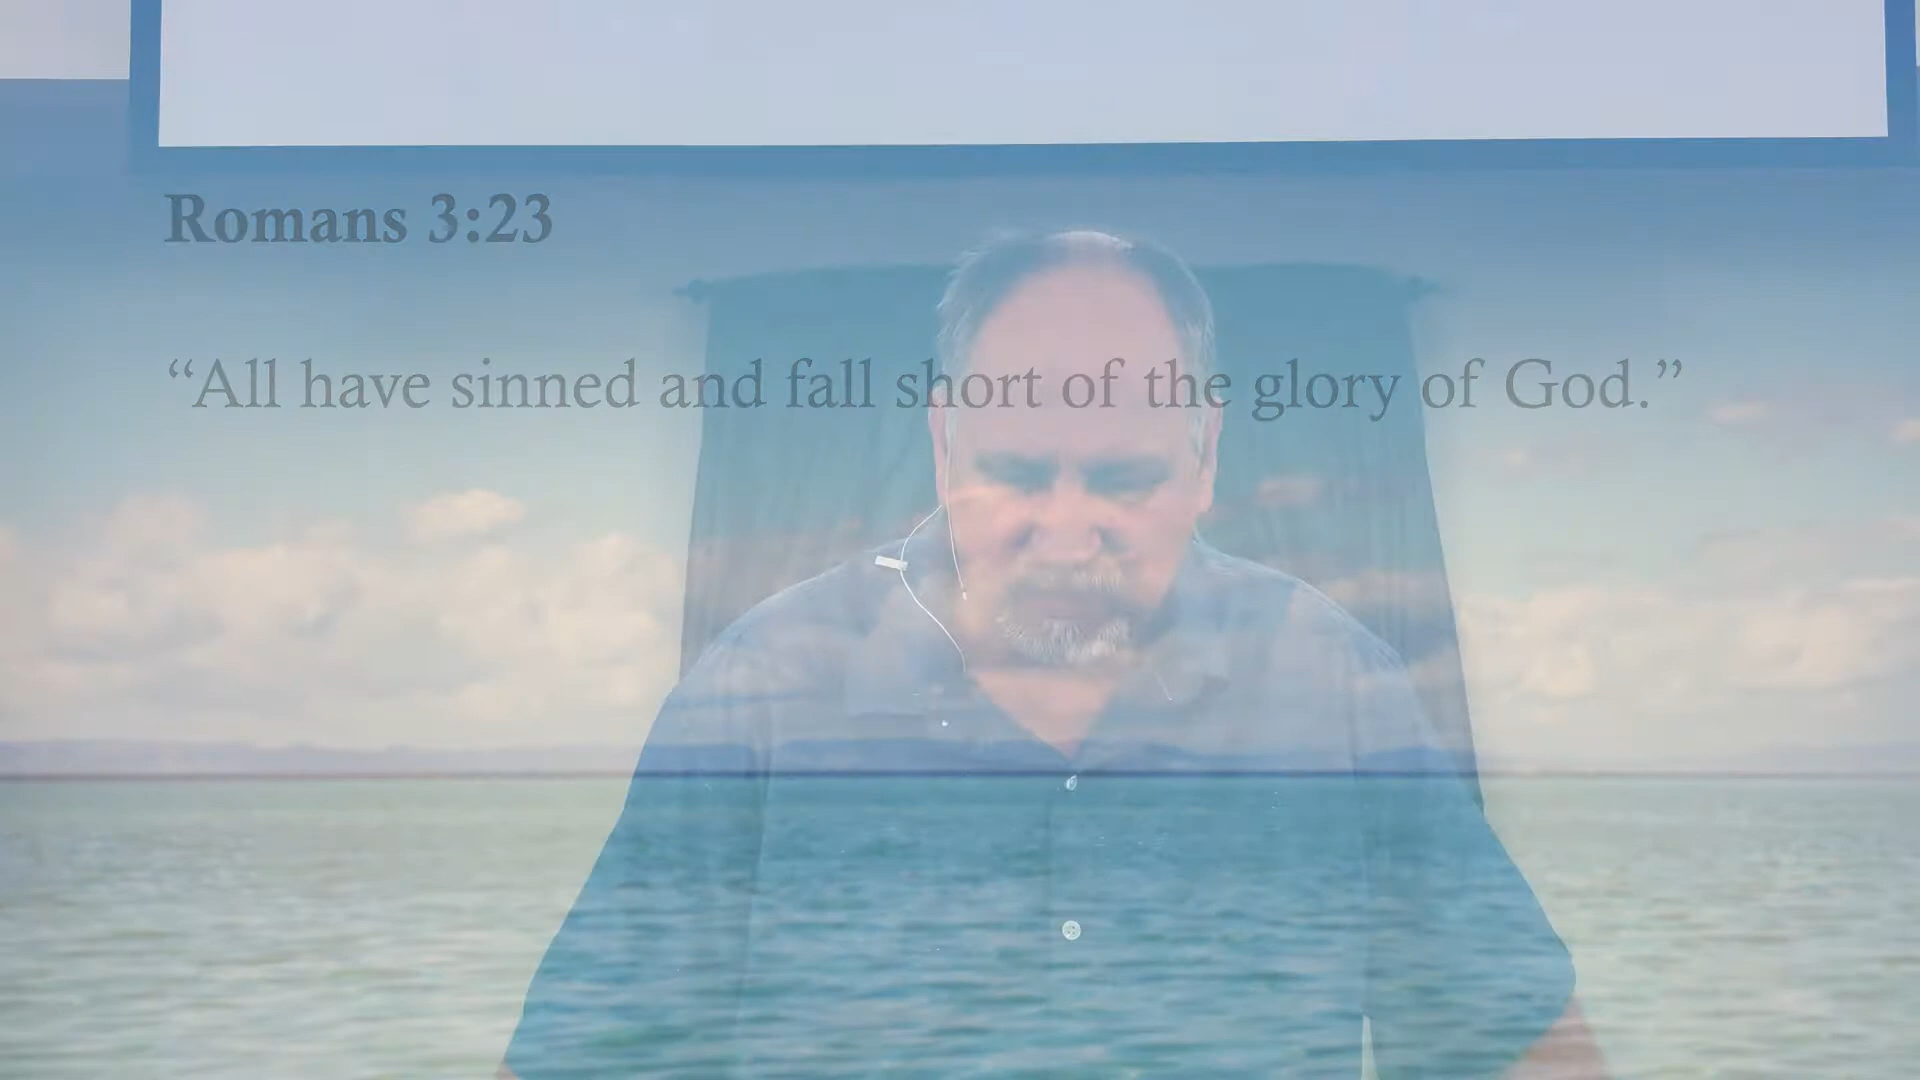 Romans 3:23
“All have sinned and fall short of the glory of God.”